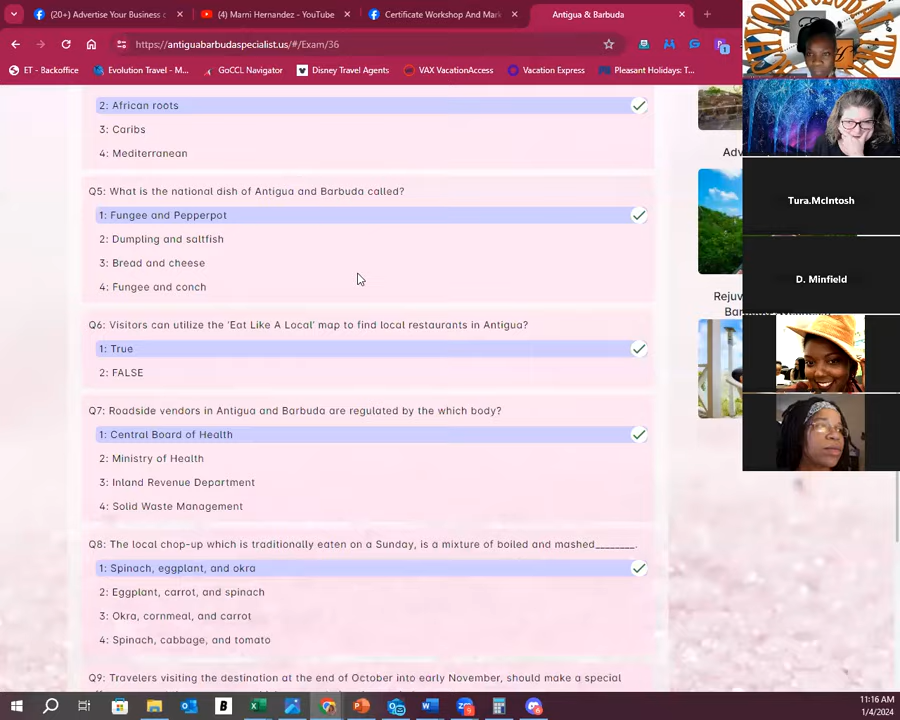 (20+) Advertise Your Business
(4) Marni Hernandez - YouTube
Certificate Workshop And Mar
Antigua & Barbuda
https://antiguabarbudaspecialist.us/#/Exam/36
ET - Backoffice
Evolution Travel - M...
GoCCL Navigator
Disney Travel Agents
VAX VacationAccess
Vacation Express
Pleasant Holidays: T...
2: African roots
3: Caribs
4: Mediterranean
Q5: What is the national dish of Antigua and Barbuda called?
1: Fungee and Pepperpot
2: Dumpling and saltfish
3: Bread and cheese
4: Fungee and conch
Q6: Visitors can utilize the 'Eat Like A Local' map to find local restaurants in Antigua?
1: True
2: FALSE
Q7: Roadside vendors in Antigua and Barbuda are regulated by the which body?
1: Central Board of Health
2: Ministry of Health
3: Inland Revenue Department
4: Solid Waste Management
Q8: The local chop-up which is traditionally eaten on a Sunday, is a mixture of boiled and mashed________.
1: Spinach, eggplant, and okra
2: Eggplant, carrot, and spinach
3: Okra, cornmeal, and carrot
4: Spinach, cabbage, and tomato
Q9: Travelers visiting the destination at the end of October into early November, should make a special
Adv
Rejuv
Bar
Tura.McIntosh
D. Minfield
11:16 AM
1/4/2024